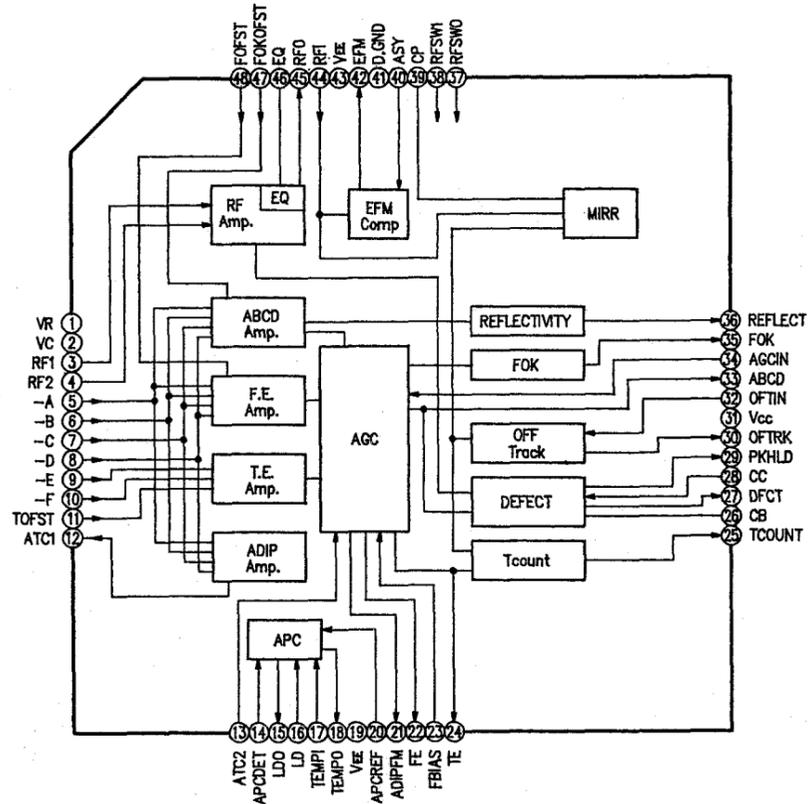 FOFST
FOKOFST
EQ
RFO
RFI
VEE
EFM
D.GND
ASY
CP
RFSW1
RFSW0
48 47 46 45 44 43 42 41 40 39 38 37
RF Amp.
EQ
EFM Comp
MIRR
ABCD Amp.
REFLECTIVITY
FOK
F.E. Amp.
AGC
OFF Track
T.E. Amp.
DEFECT
ADIP Amp.
Tcount
APC
VR 1
VC 2
RF1 3
RF2 4
-A 5
-B 6
-C 7
-D 8
-E 9
-F 10
TOFST 11
ATC1 12
36 REFLECT
35 FOK
34 AGCIN
33 ABCD
32 OFTIN
31 Vcc
30 OFTRK
29 PKHLD
28 CC
27 DFCT
26 CB
25 TCOUNT
13 14 15 16 17 18 19 20 21 22 23 24
ATC2
APCDET
LDO
LD
TEMPI
TEMPO
VEE
APCREF
ADIPFM
FE
FBIAS
TE